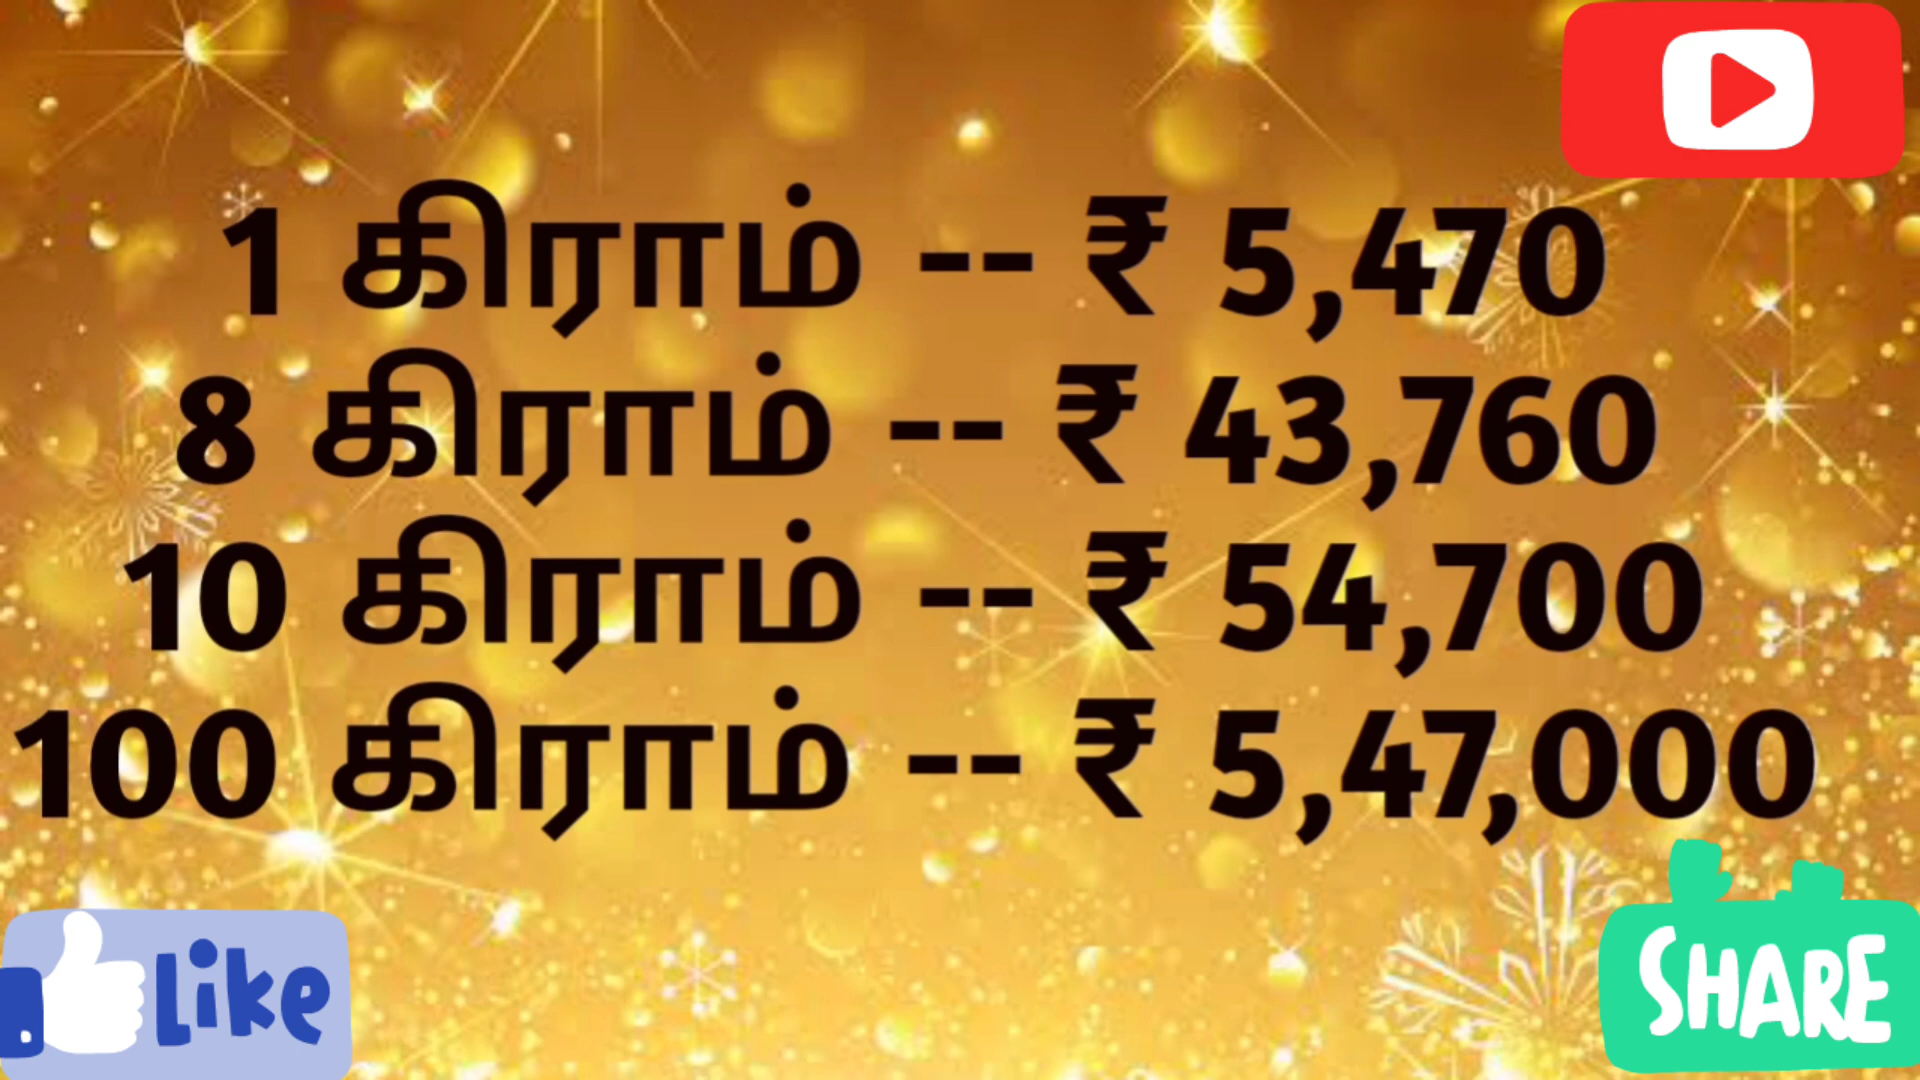 1 கிராம் -- ₹ 5,470
8 கிராம் -- ₹ 43,760
10 கிராம் -- ₹ 54,700
100 கிராம் -- ₹ 5,47,000
Like
SHARE